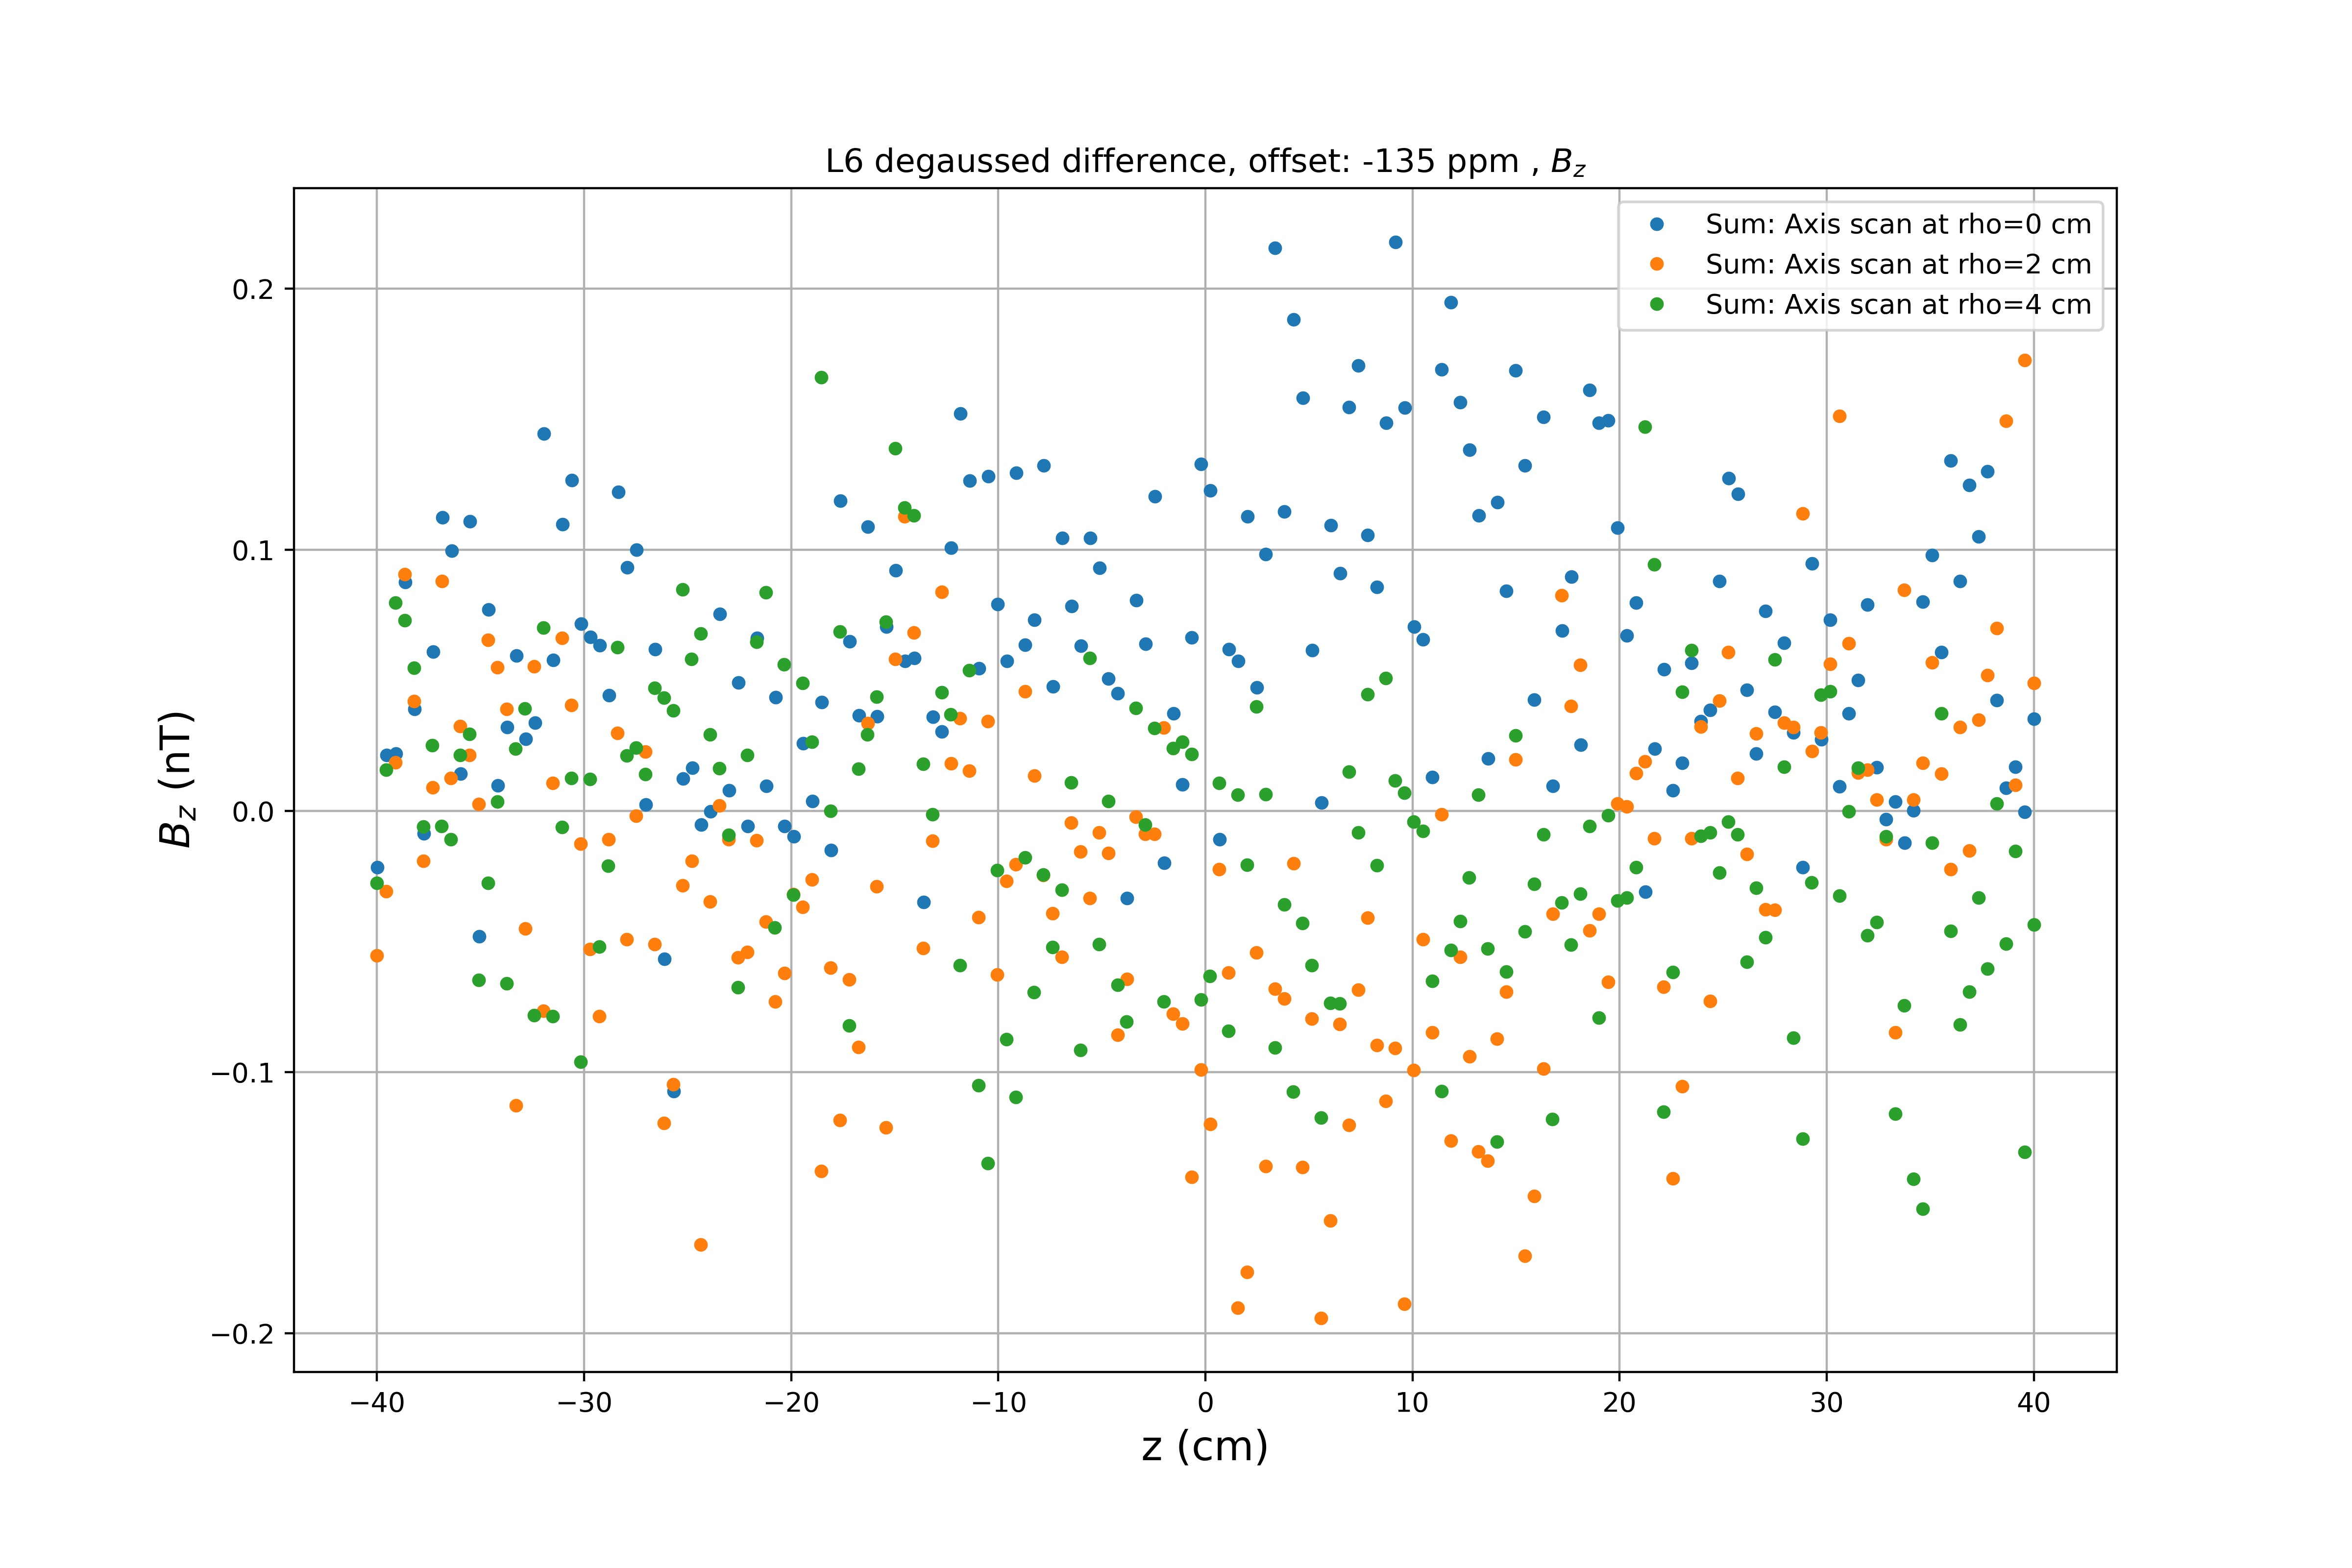 L6 degaussed difference, offset: -135 ppm , B_z
Sum: Axis scan at rho=0 cm
Sum: Axis scan at rho=2 cm
Sum: Axis scan at rho=4 cm
0.2
0.1
0.0
−0.1
−0.2
B_z (nT)
−40 −30 −20 −10 0 10 20 30 40
z (cm)